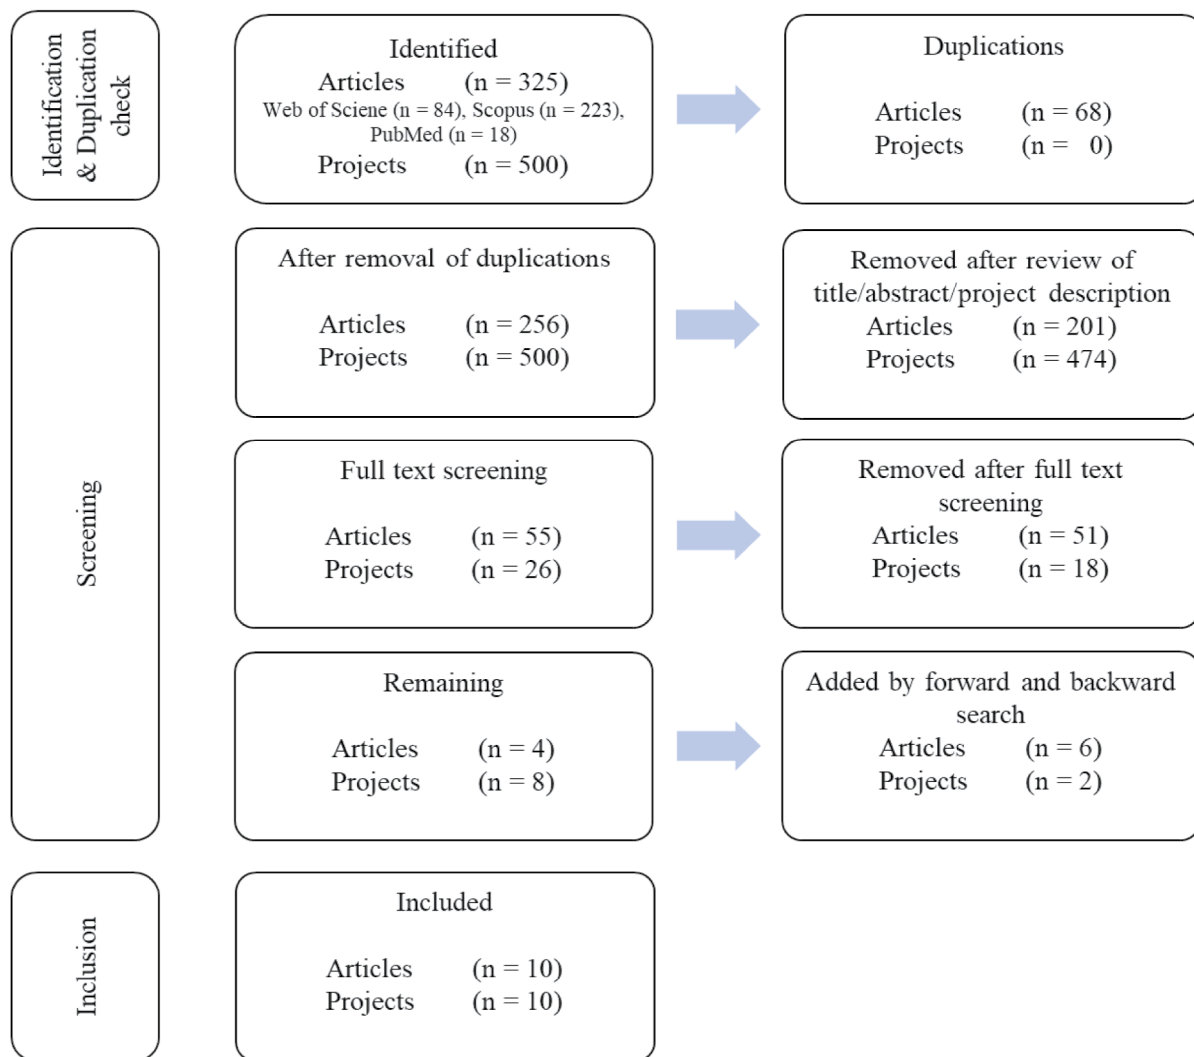 Identification
& Duplication
check
Identified
Articles (n = 325)
Web of Sciene (n = 84), Scopus (n = 223),
PubMed (n = 18)
Projects (n = 500)
Duplications
Articles (n = 68)
Projects (n = 0)
Screening
After removal of duplications
Articles (n = 256)
Projects (n = 500)
Removed after review of
title/abstract/project description
Articles (n = 201)
Projects (n = 474)
Full text screening
Articles (n = 55)
Projects (n = 26)
Removed after full text
screening
Articles (n = 51)
Projects (n = 18)
Remaining
Articles (n = 4)
Projects (n = 8)
Added by forward and backward
search
Articles (n = 6)
Projects (n = 2)
Inclusion
Included
Articles (n = 10)
Projects (n = 10)